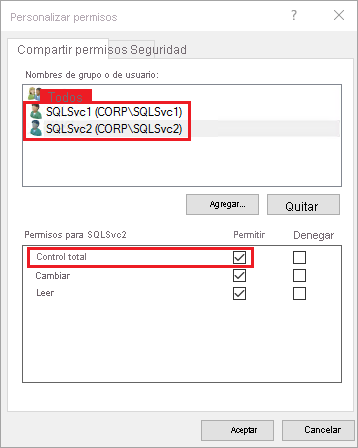 Personalizar permisos
?
Compartir permisos Seguridad
Nombres de grupo o de usuario:
SQLSvc1 (CORP\SQLSvc1)
SQLSvc2 (CORP\SQLSvc2)
Agregar...
Quitar
Permisos para SQLSvc2
Permitir
Denegar
Control total
Cambiar
Leer
Aceptar
Cancelar